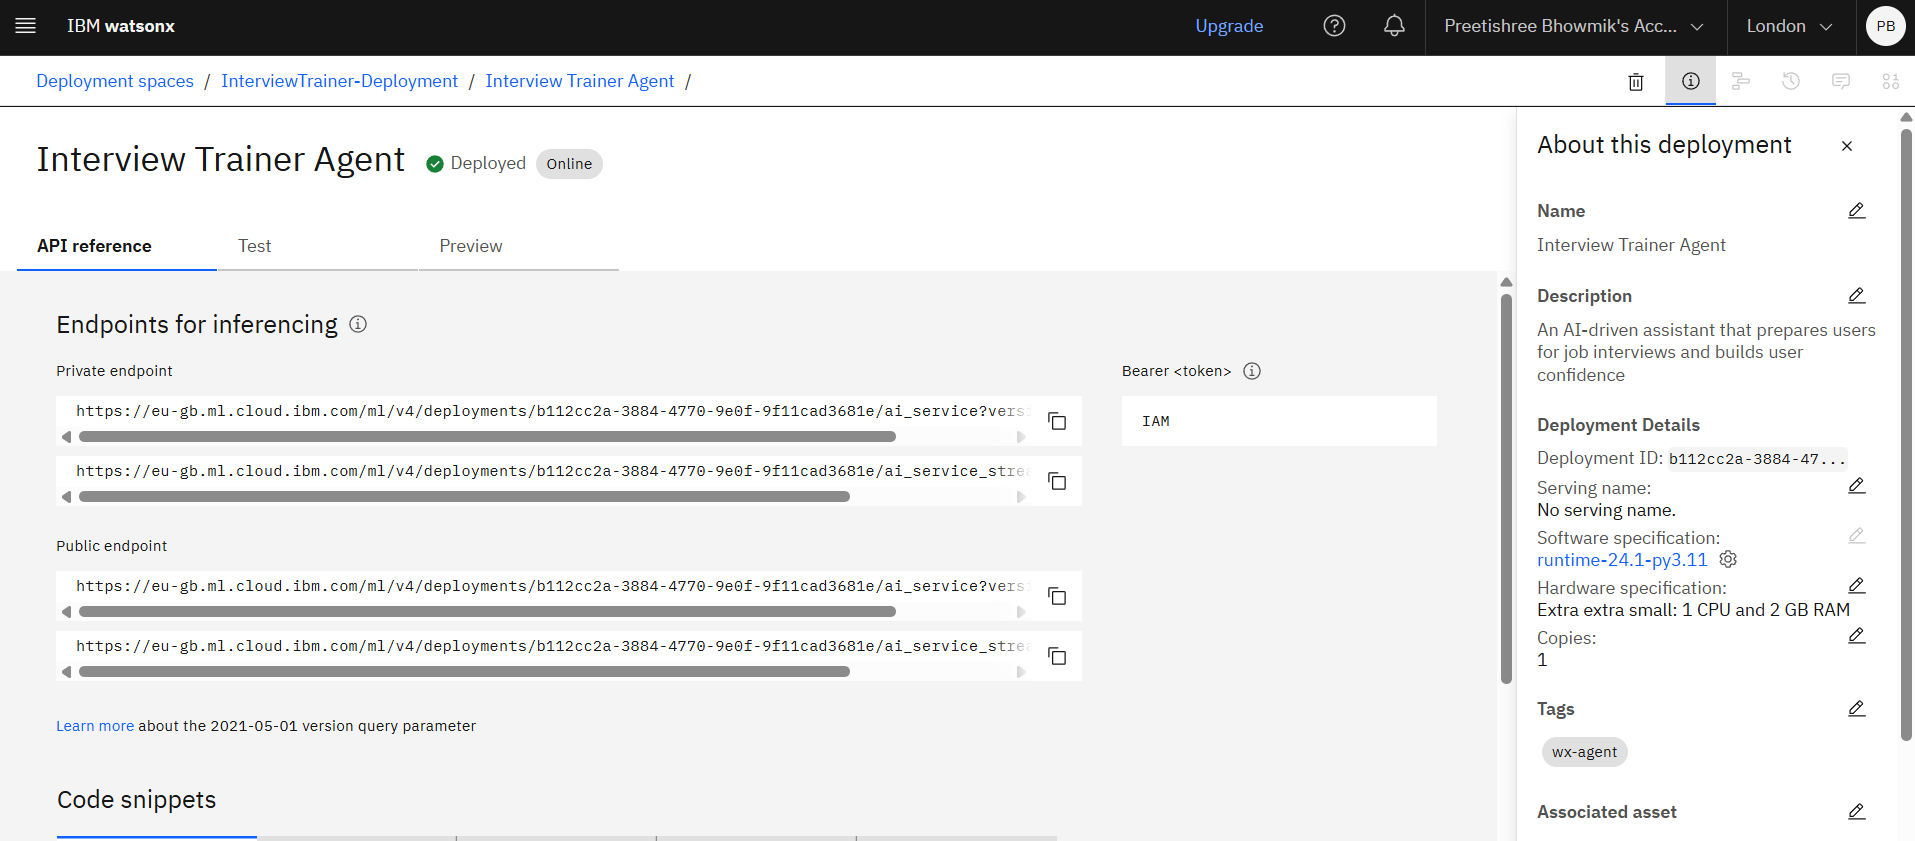 IBM watsonx
Upgrade
Preetishree Bhowmik's Acc...
London
PB
Deployment spaces / InterviewTrainer-Deployment / Interview Trainer Agent /
Interview Trainer Agent
Deployed
Online
API reference
Test
Preview
Endpoints for inferencing
Private endpoint
https://eu-gb.ml.cloud.ibm.com/ml/v4/deployments/b112cc2a-3884-4770-9e0f-9f11cad3681e/ai_service?versi
https://eu-gb.ml.cloud.ibm.com/ml/v4/deployments/b112cc2a-3884-4770-9e0f-9f11cad3681e/ai_service_strea
Bearer <token>
IAM
Public endpoint
https://eu-gb.ml.cloud.ibm.com/ml/v4/deployments/b112cc2a-3884-4770-9e0f-9f11cad3681e/ai_service?versi
https://eu-gb.ml.cloud.ibm.com/ml/v4/deployments/b112cc2a-3884-4770-9e0f-9f11cad3681e/ai_service_strea
Learn more about the 2021-05-01 version query parameter
Code snippets
About this deployment
Name
Interview Trainer Agent
Description
An AI-driven assistant that prepares users
for job interviews and builds user
confidence
Deployment Details
Deployment ID: b112cc2a-3884-47...
Serving name:
No serving name.
Software specification:
runtime-24.1-py3.11
Hardware specification:
Extra extra small: 1 CPU and 2 GB RAM
Copies:
1
Tags
wx-agent
Associated asset